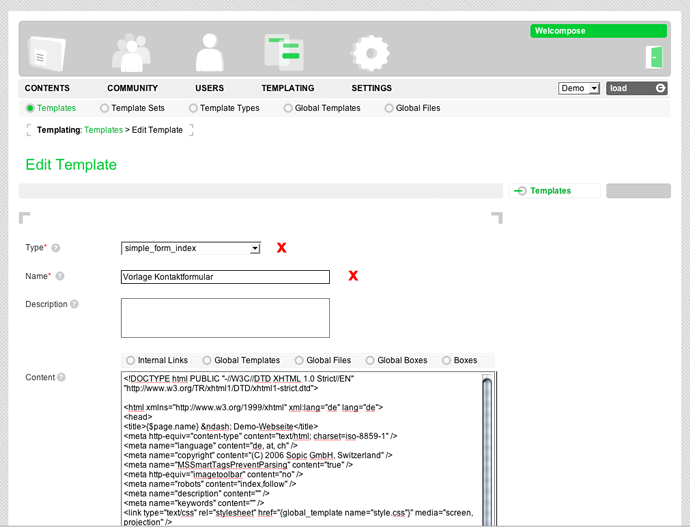 Welcompose
CONTENTS COMMUNITY USERS TEMPLATING SETTINGS Demo load
Templates Template Sets Template Types Global Templates Global Files
Templating: Templates > Edit Template
Edit Template
Templates
Type* ? simple_form_index X
Name* ? Vorlage Kontaktformular X
Description ?
Internal Links Global Templates Global Files Global Boxes Boxes
Content ?
<!DOCTYPE html PUBLIC "-//W3C//DTD XHTML 1.0 Strict//EN"
"http://www.w3.org/TR/xhtml1/DTD/xhtml1-strict.dtd">
<html xmlns="http://www.w3.org/1999/xhtml" xml:lang="de" lang="de">
<head>
<title>{$page.name} &ndash; Demo-Webseite</title>
<meta http-equiv="content-type" content="text/html; charset=iso-8859-1" />
<meta name="language" content="de, at, ch" />
<meta name="copyright" content="(C) 2006 Sopic GmbH, Switzerland" />
<meta name="MSSmartTagsPreventParsing" content="true" />
<meta http-equiv="imagetoolbar" content="no" />
<meta name="robots" content="index,follow" />
<meta name="description" content="" />
<meta name="keywords" content="" />
<link type="text/css" rel="stylesheet" href="{global_template name="style.css"}" media="screen,
projection" />